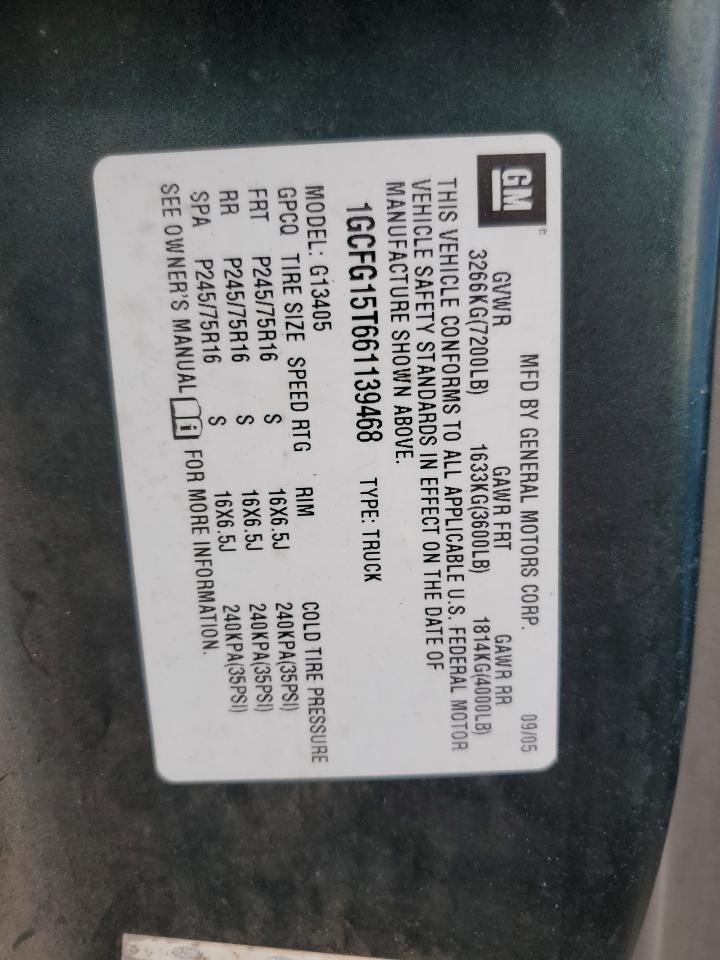 GM
MFD BY GENERAL MOTORS CORP. 09/05
GVWR GAWR FRT GAWR RR
3266KG(7200LB) 1633KG(3600LB) 1814KG(4000LB)
THIS VEHICLE CONFORMS TO ALL APPLICABLE U.S. FEDERAL MOTOR
VEHICLE SAFETY STANDARDS IN EFFECT ON THE DATE OF
MANUFACTURE SHOWN ABOVE.
1GCFG15T661139468 TYPE: TRUCK
MODEL: G13405
GPCQ TIRE SIZE SPEED RTG RIM COLD TIRE PRESSURE
FRT P245/75R16 S 16X6.5J 240KPA(35PSI)
RR P245/75R16 S 16X6.5J 240KPA(35PSI)
SPA P245/75R16 S 16X6.5J 240KPA(35PSI)
SEE OWNER'S MANUAL FOR MORE INFORMATION.